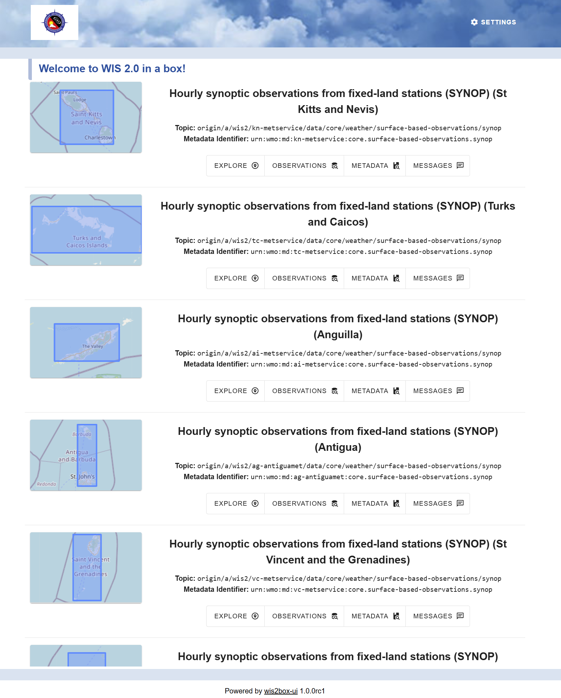 SETTINGS
Welcome to WIS 2.0 in a box!
Saint Kitts
and Nevis
Charlestown
Hourly synoptic observations from fixed-land stations (SYNOP) (St
Kitts and Nevis)
Topic: origin/a/wis2/kn-metservice/data/core/weather/surface-based-observations/synop
Metadata Identifier: urn:wmo:md:kn-metservice:core.surface-based-observations.synop
EXPLORE OBSERVATIONS METADATA MESSAGES
Turks and
Caicos Islands
Hourly synoptic observations from fixed-land stations (SYNOP) (Turks
and Caicos)
Topic: origin/a/wis2/tc-metservice/data/core/weather/surface-based-observations/synop
Metadata Identifier: urn:wmo:md:tc-metservice:core.surface-based-observations.synop
EXPLORE OBSERVATIONS METADATA MESSAGES
The Valley
Hourly synoptic observations from fixed-land stations (SYNOP)
(Anguilla)
Topic: origin/a/wis2/ai-metservice/data/core/weather/surface-based-observations/synop
Metadata Identifier: urn:wmo:md:ai-metservice:core.surface-based-observations.synop
EXPLORE OBSERVATIONS METADATA MESSAGES
Antigua
and Barbuda
St. John's
Redonda
Hourly synoptic observations from fixed-land stations (SYNOP)
(Antigua)
Topic: origin/a/wis2/ag-antiguamet/data/core/weather/surface-based-observations/synop
Metadata Identifier: urn:wmo:md:ag-antiguamet:core.surface-based-observations.synop
EXPLORE OBSERVATIONS METADATA MESSAGES
Saint Vincent
and the
Grenadines
Hourly synoptic observations from fixed-land stations (SYNOP) (St
Vincent and the Grenadines)
Topic: origin/a/wis2/vc-metservice/data/core/weather/surface-based-observations/synop
Metadata Identifier: urn:wmo:md:vc-metservice:core.surface-based-observations.synop
EXPLORE OBSERVATIONS METADATA MESSAGES
Hourly synoptic observations from fixed-land stations (SYNOP)
Powered by wis2box-ui 1.0.0rc1